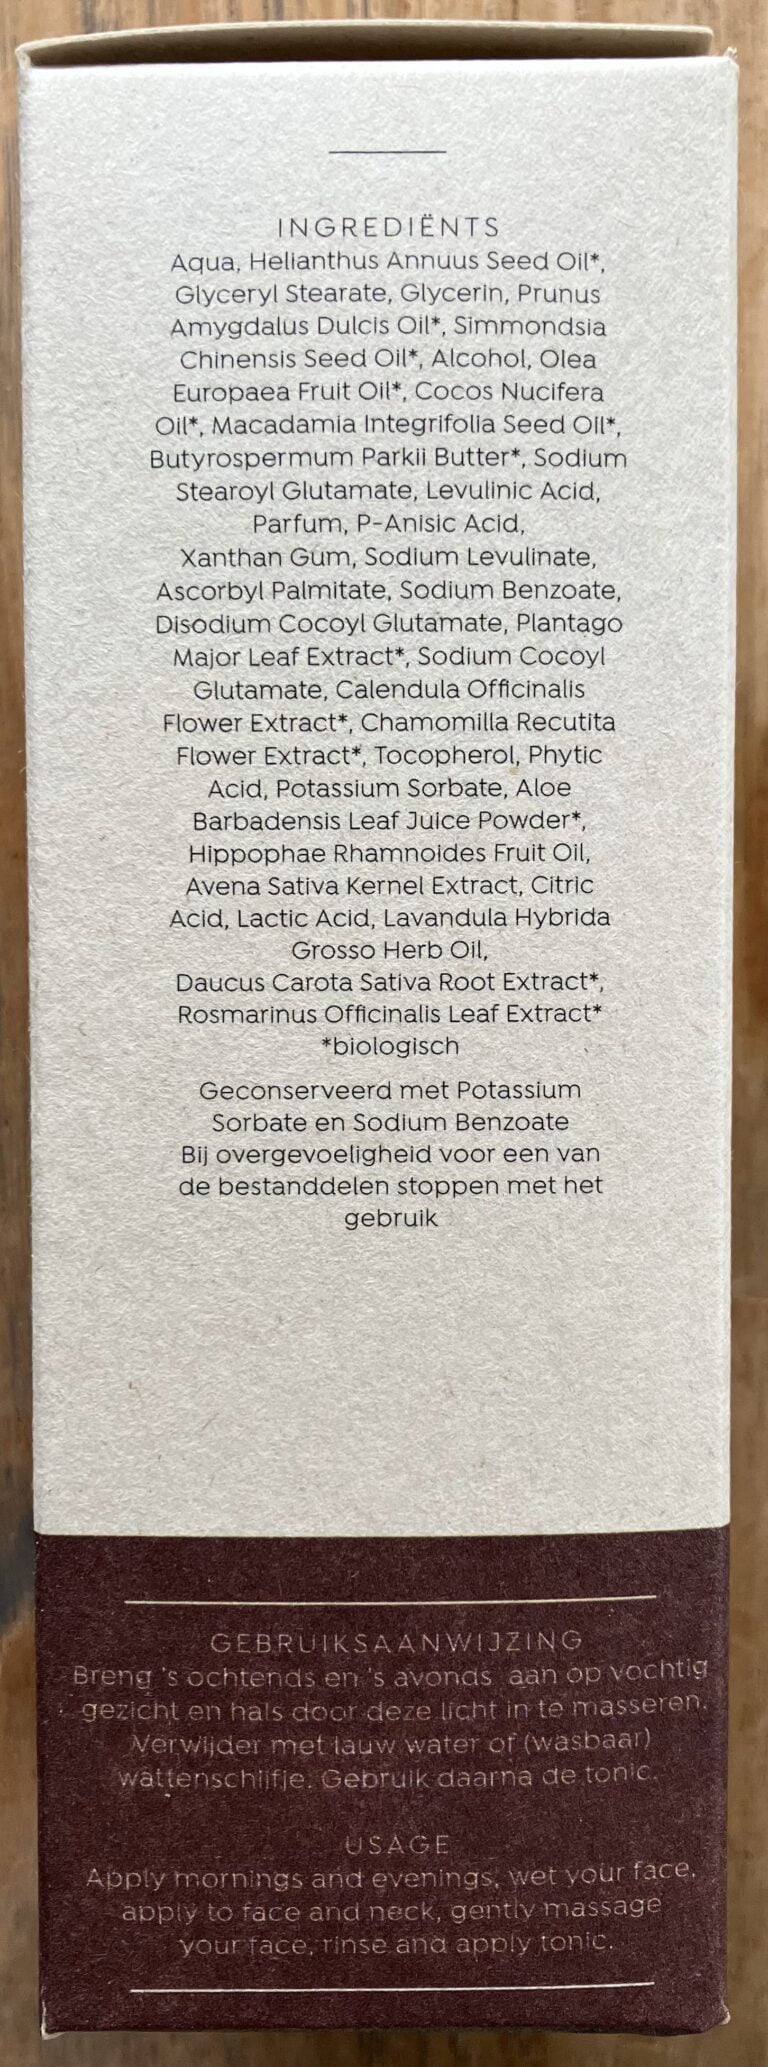 INGREDIËNTS
Aqua, Helianthus Annuus Seed Oil*,
Glyceryl Stearate, Glycerin, Prunus
Amygdalus Dulcis Oil*, Simmondsia
Chinensis Seed Oil*, Alcohol, Olea
Europaea Fruit Oil*, Cocos Nucifera
Oil*, Macadamia Integrifolia Seed Oil*,
Butyrospermum Parkii Butter*, Sodium
Stearoyl Glutamate, Levulinic Acid,
Parfum, P-Anisic Acid,
Xanthan Gum, Sodium Levulinate,
Ascorbyl Palmitate, Sodium Benzoate,
Disodium Cocoyl Glutamate, Plantago
Major Leaf Extract*, Sodium Cocoyl
Glutamate, Calendula Officinalis
Flower Extract*, Chamomilla Recutita
Flower Extract*, Tocopherol, Phytic
Acid, Potassium Sorbate, Aloe
Barbadensis Leaf Juice Powder*,
Hippophae Rhamnoides Fruit Oil,
Avena Sativa Kernel Extract, Citric
Acid, Lactic Acid, Lavandula Hybrida
Grosso Herb Oil,
Daucus Carota Sativa Root Extract*,
Rosmarinus Officinalis Leaf Extract*
*biologisch
Geconserveerd met Potassium
Sorbate en Sodium Benzoate
Bij overgevoeligheid voor een van
de bestanddelen stoppen met het
gebruik
GEBRUIKSAANWIJZING
Breng 's ochtends en 's avonds aan op vochtig
gezicht en hals door deze licht in te masseren.
Verwijder met lauw water of (wasbaar)
wattenschijfje. Gebruik daarna de tonic.
USAGE
Apply mornings and evenings, wet your face,
apply to face and neck, gently massage
your face, rinse and apply tonic.